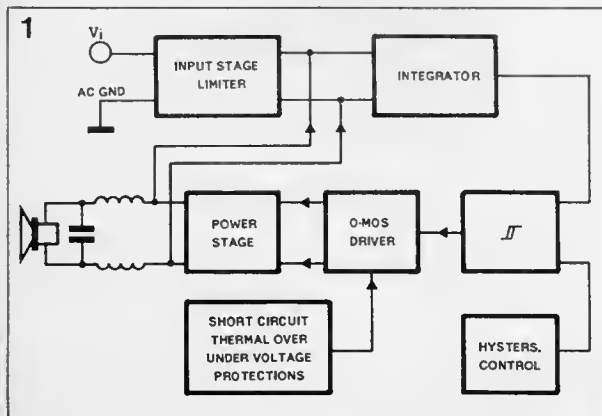 1
Vi
INPUT STAGE
LIMITER
INTEGRATOR
AC GND
POWER
STAGE
O-MOS
DRIVER
SHORT CIRCUIT
THERMAL OVER
UNDER VOLTAGE
PROTECTIONS
HYSTERS.
CONTROL